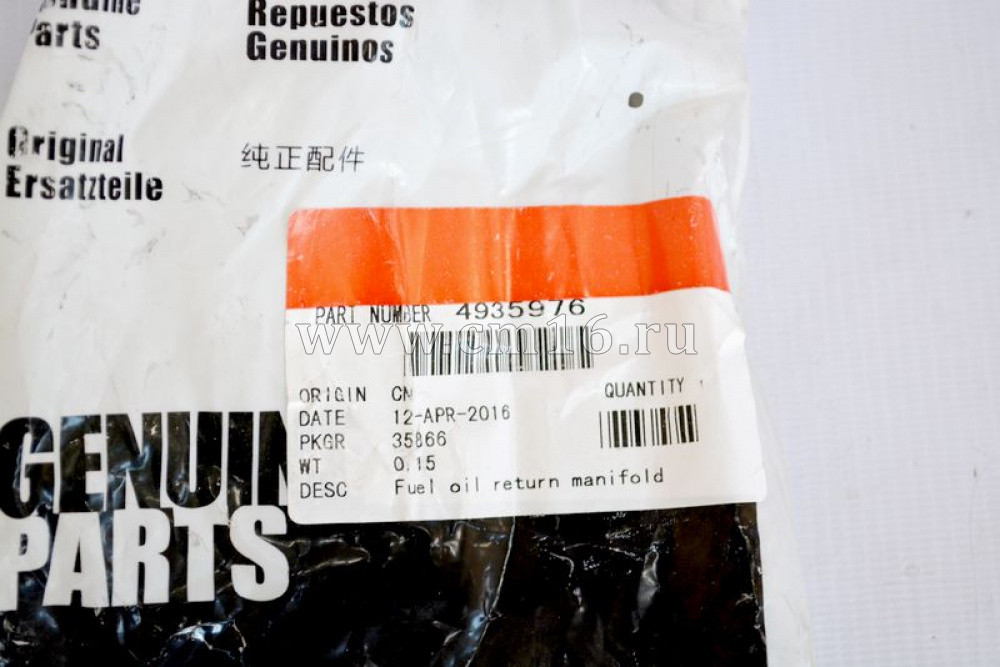 Parts
Repuestos
Genuinos
Original
Ersatzteile
纯正配件
PART NUMBER 4935976
www.cm16.ru
ORIGIN CN
QUANTITY 1
DATE 12-APR-2016
PKGR 35866
WT 0.15
DESC Fuel oil return manifold
GENUIN
PARTS